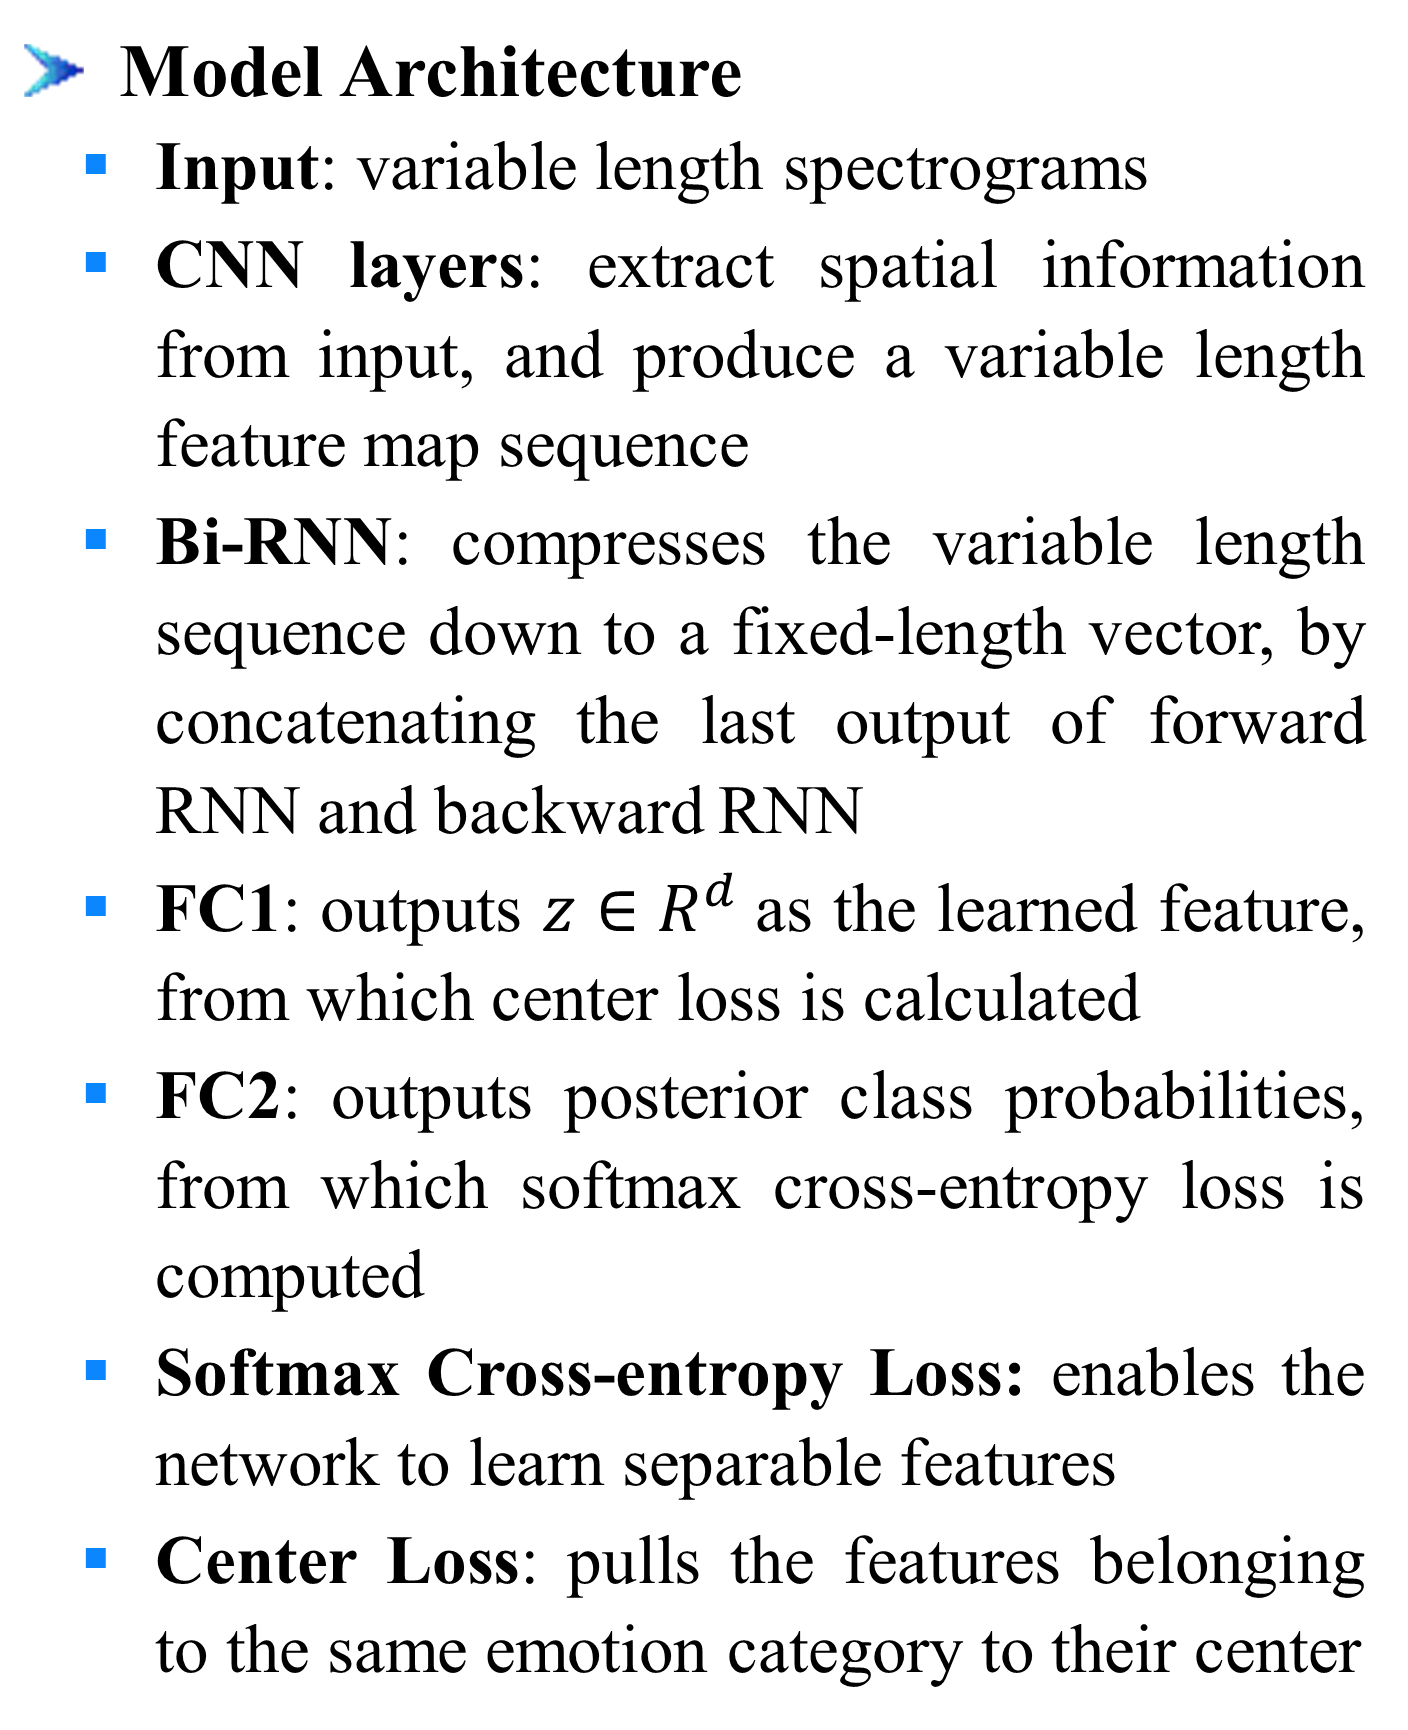 Model Architecture
Input: variable length spectrograms
CNN layers: extract spatial information
from input, and produce a variable length
feature map sequence
Bi-RNN: compresses the variable length
sequence down to a fixed-length vector, by
concatenating the last output of forward
RNN and backward RNN
FC1: outputs z ∈ R^d as the learned feature,
from which center loss is calculated
FC2: outputs posterior class probabilities,
from which softmax cross-entropy loss is
computed
Softmax Cross-entropy Loss: enables the
network to learn separable features
Center Loss: pulls the features belonging
to the same emotion category to their center